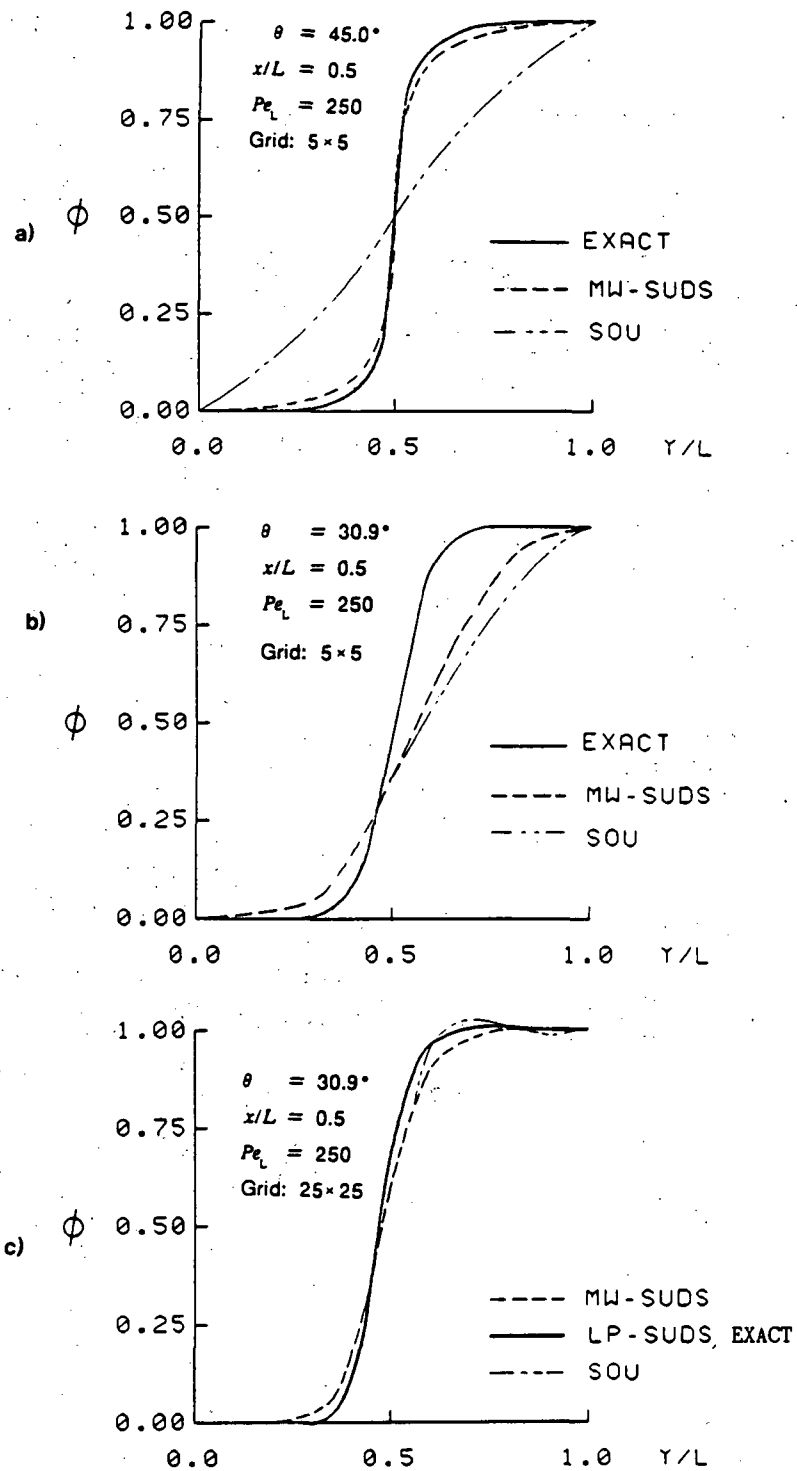 a)
θ = 45.0°
x/L = 0.5
Pe_L = 250
Grid: 5×5
ϕ
1.00
0.75
0.50
0.25
0.00
EXACT
MW-SUDS
SOU
0.0 0.5 1.0 Y/L
b)
θ = 30.9°
x/L = 0.5
Pe_L = 250
Grid: 5×5
ϕ
1.00
0.75
0.50
0.25
0.00
EXACT
MW-SUDS
SOU
0.0 0.5 1.0 Y/L
c)
θ = 30.9°
x/L = 0.5
Pe_L = 250
Grid: 25×25
ϕ
1.00
0.75
0.50
0.25
0.00
MW-SUDS
LP-SUDS, EXACT
SOU
0.0 0.5 1.0 Y/L